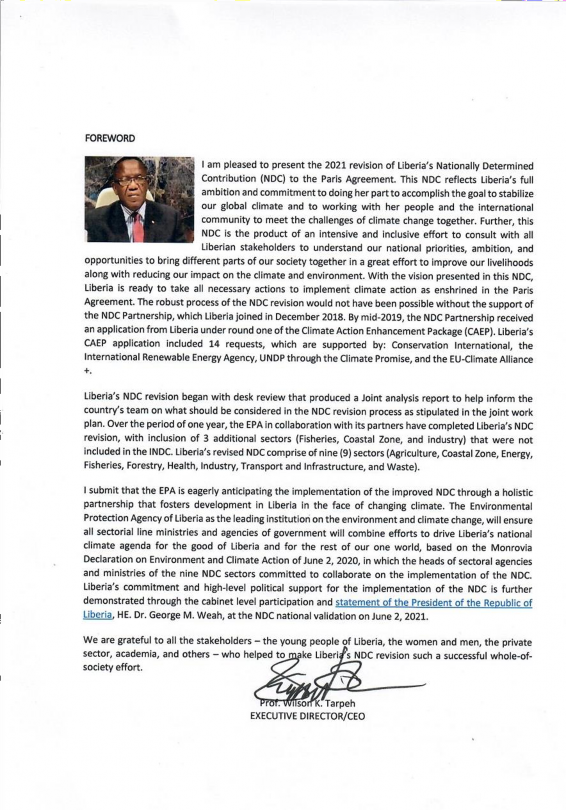 FOREWORD
I am pleased to present the 2021 revision of Liberia's Nationally Determined
Contribution (NDC) to the Paris Agreement. This NDC reflects Liberia's full
ambition and commitment to doing her part to accomplish the goal to stabilize
our global climate and to working with her people and the international
community to meet the challenges of climate change together. Further, this
NDC is the product of an intensive and inclusive effort to consult with all
Liberian stakeholders to understand our national priorities, ambition, and
opportunities to bring different parts of our society together in a great effort to improve our livelihoods
along with reducing our impact on the climate and environment. With the vision presented in this NDC,
Liberia is ready to take all necessary actions to implement climate action as enshrined in the Paris
Agreement. The robust process of the NDC revision would not have been possible without the support of
the NDC Partnership, which Liberia joined in December 2018. By mid-2019, the NDC Partnership received
an application from Liberia under round one of the Climate Action Enhancement Package (CAEP). Liberia's
CAEP application included 14 requests, which are supported by: Conservation International, the
International Renewable Energy Agency, UNDP through the Climate Promise, and the EU-Climate Alliance
+.
Liberia's NDC revision began with desk review that produced a Joint analysis report to help inform the
country's team on what should be considered in the NDC revision process as stipulated in the joint work
plan. Over the period of one year, the EPA in collaboration with its partners have completed Liberia's NDC
revision, with inclusion of 3 additional sectors (Fisheries, Coastal Zone, and industry) that were not
included in the INDC. Liberia's revised NDC comprise of nine (9) sectors (Agriculture, Coastal Zone, Energy,
Fisheries, Forestry, Health, Industry, Transport and Infrastructure, and Waste).
I submit that the EPA is eagerly anticipating the implementation of the improved NDC through a holistic
partnership that fosters development in Liberia in the face of changing climate. The Environmental
Protection Agency of Liberia as the leading institution on the environment and climate change, will ensure
all sectorial line ministries and agencies of government will combine efforts to drive Liberia's national
climate agenda for the good of Liberia and for the rest of our one world, based on the Monrovia
Declaration on Environment and Climate Action of June 2, 2020, in which the heads of sectoral agencies
and ministries of the nine NDC sectors committed to collaborate on the implementation of the NDC.
Liberia's commitment and high-level political support for the implementation of the NDC is further
demonstrated through the cabinet level participation and statement of the President of the Republic of
Liberia, HE. Dr. George M. Weah, at the NDC national validation on June 2, 2021.
We are grateful to all the stakeholders – the young people of Liberia, the women and men, the private
sector, academia, and others – who helped to make Liberia's NDC revision such a successful whole-of-
society effort.
Prof. Wilson K. Tarpeh
EXECUTIVE DIRECTOR/CEO